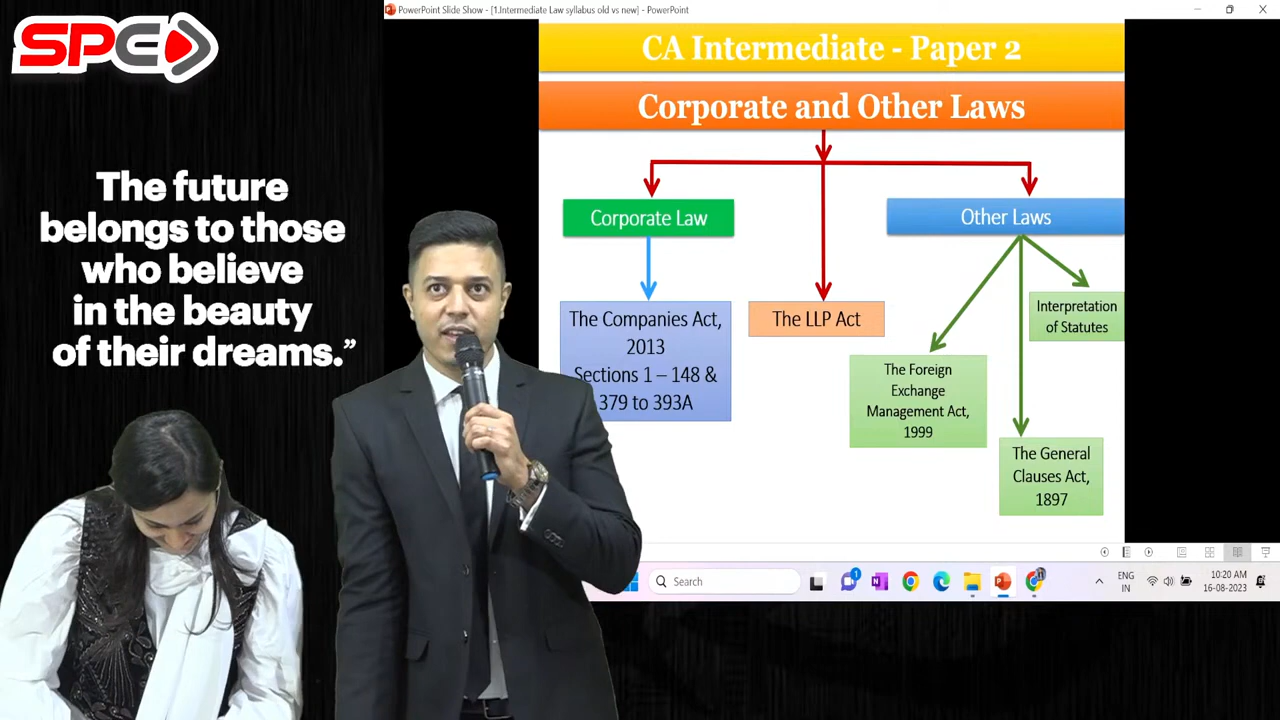 SPE
The future
belongs to those
who believe
in the beauty
of their dreams.”
PowerPoint Slide Show - [1.Intermediate Law syllabus old vs new] - PowerPoint
CA Intermediate - Paper 2
Corporate and Other Laws
Corporate Law
Other Laws
The Companies Act,
2013
Sections 1 – 148 &
379 to 393A
The LLP Act
Interpretation
of Statutes
The Foreign
Exchange
Management Act,
1999
The General
Clauses Act,
1897
Search
1
ENG
IN
10:20 AM
16-08-2023